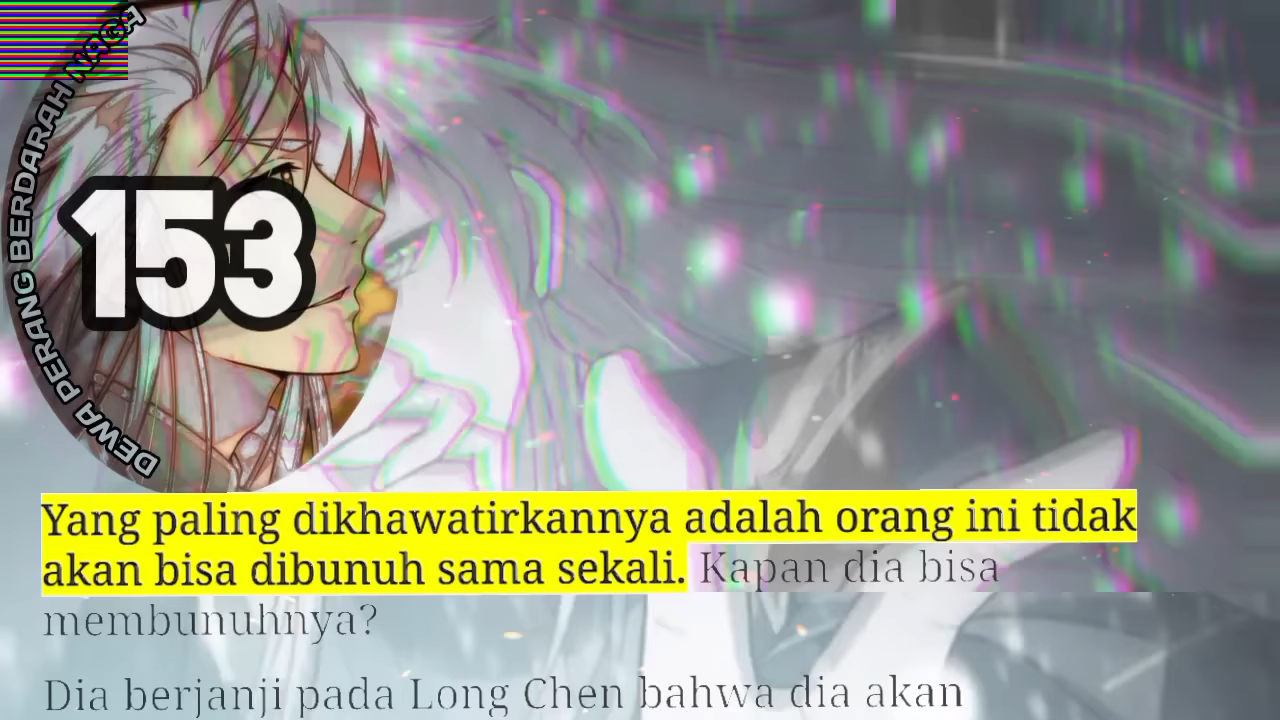 DEWA PERANG BERDARAH NAGA
153
Yang paling dikhawatirkannya adalah orang ini tidak
akan bisa dibunuh sama sekali. Kapan dia bisa
membunuhnya?
Dia berjanji pada Long Chen bahwa dia akan